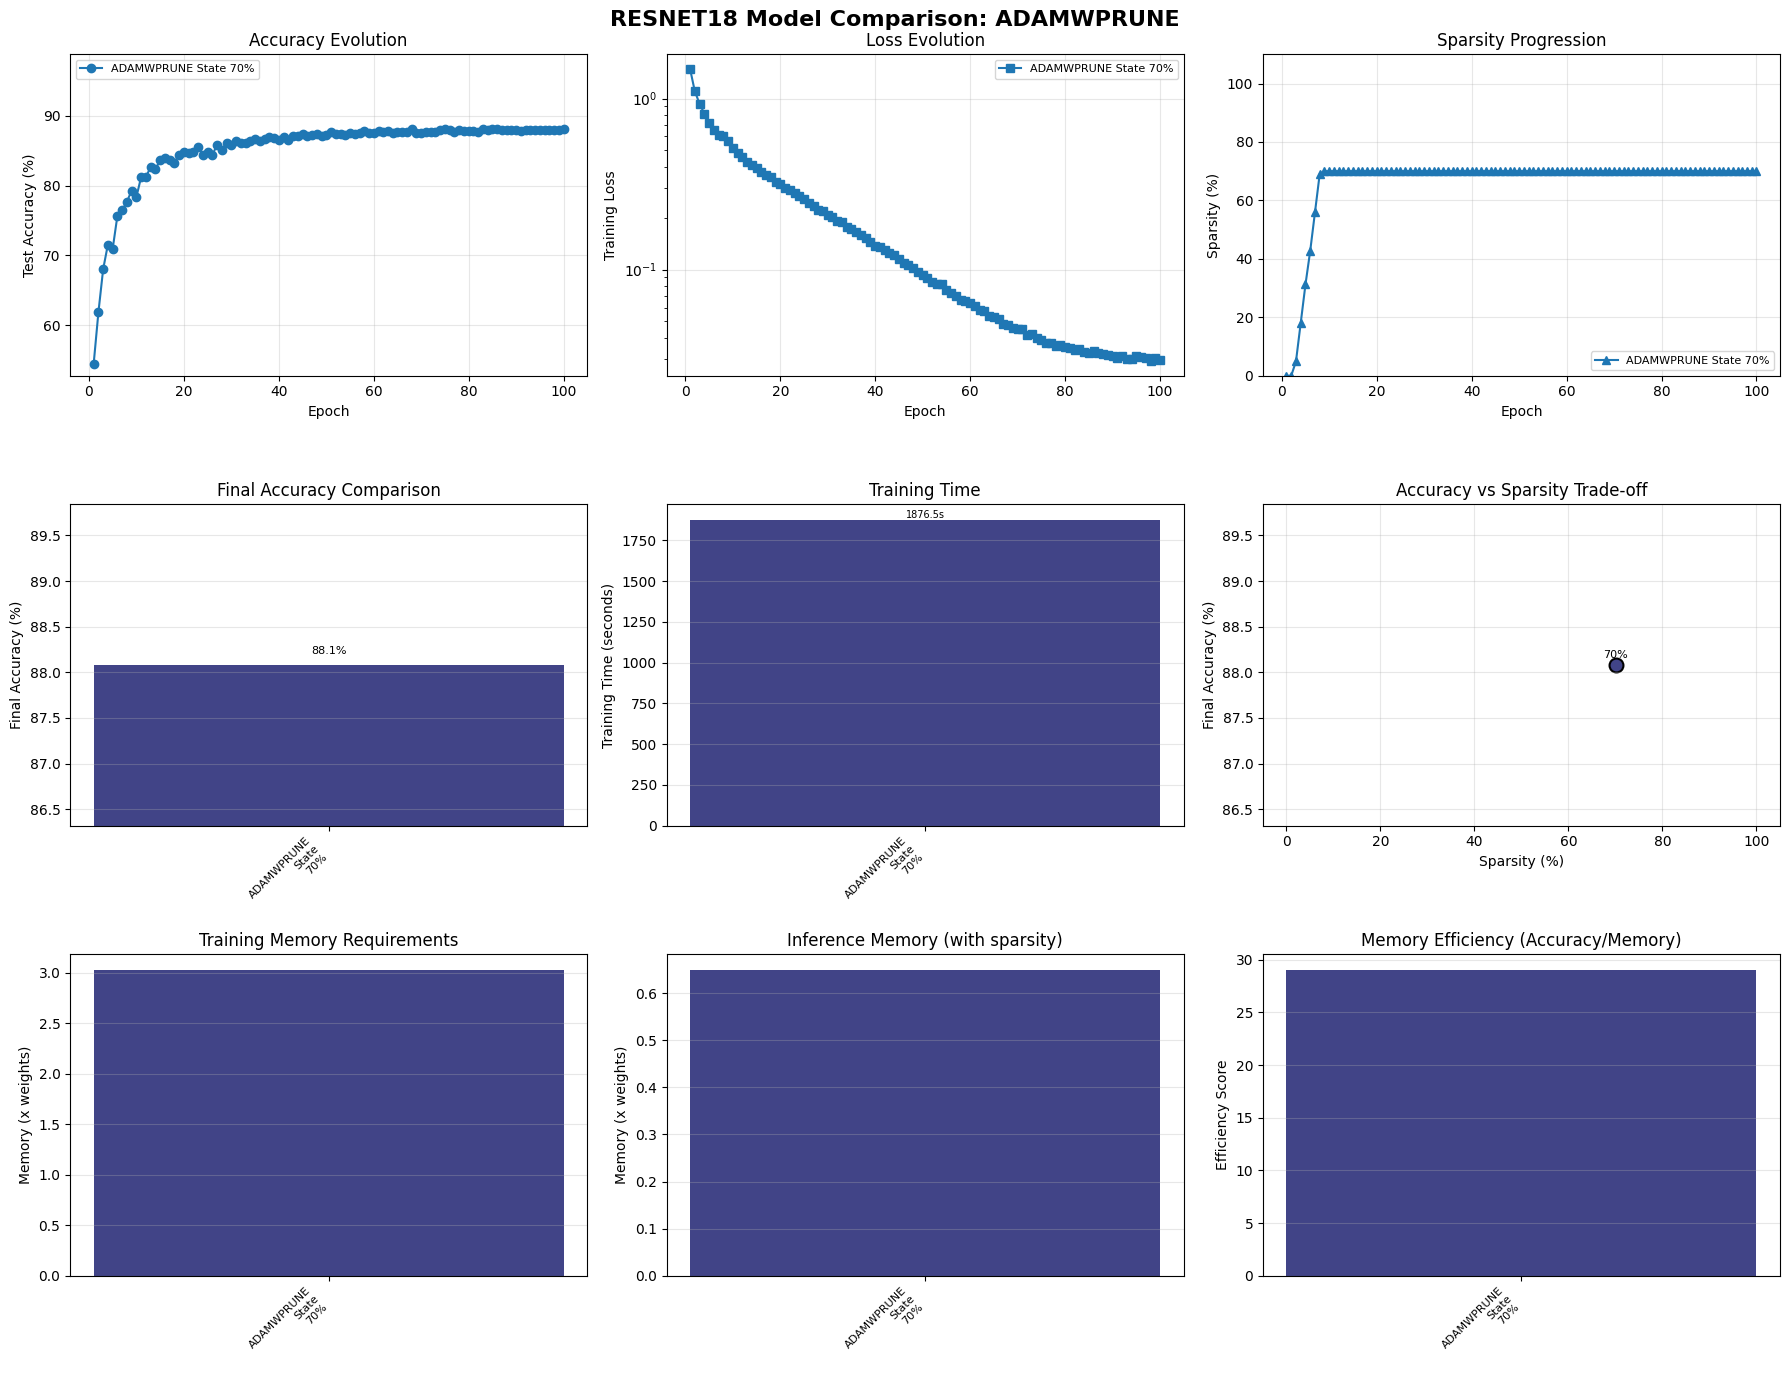 RESNET18 Model Comparison: ADAMWPRUNE
Accuracy Evolution
ADAMWPRUNE State 70%
Test Accuracy (%)
90
80
70
60
0 20 40 60 80 100
Epoch
Loss Evolution
ADAMWPRUNE State 70%
Training Loss
10⁰
10⁻¹
0 20 40 60 80 100
Epoch
Sparsity Progression
ADAMWPRUNE State 70%
Sparsity (%)
100
80
60
40
20
0
0 20 40 60 80 100
Epoch
Final Accuracy Comparison
Final Accuracy (%)
89.5
89.0
88.5
88.0
87.5
87.0
86.5
88.1%
ADAMWPRUNE
State
70%
Training Time
Training Time (seconds)
1750
1500
1250
1000
750
500
250
0
1876.5s
ADAMWPRUNE
State
70%
Accuracy vs Sparsity Trade-off
Final Accuracy (%)
89.5
89.0
88.5
88.0
87.5
87.0
86.5
70%
0 20 40 60 80 100
Sparsity (%)
Training Memory Requirements
Memory (x weights)
3.0
2.5
2.0
1.5
1.0
0.5
0.0
ADAMWPRUNE
State
70%
Inference Memory (with sparsity)
Memory (x weights)
0.6
0.5
0.4
0.3
0.2
0.1
0.0
ADAMWPRUNE
State
70%
Memory Efficiency (Accuracy/Memory)
Efficiency Score
30
25
20
15
10
5
0
ADAMWPRUNE
State
70%